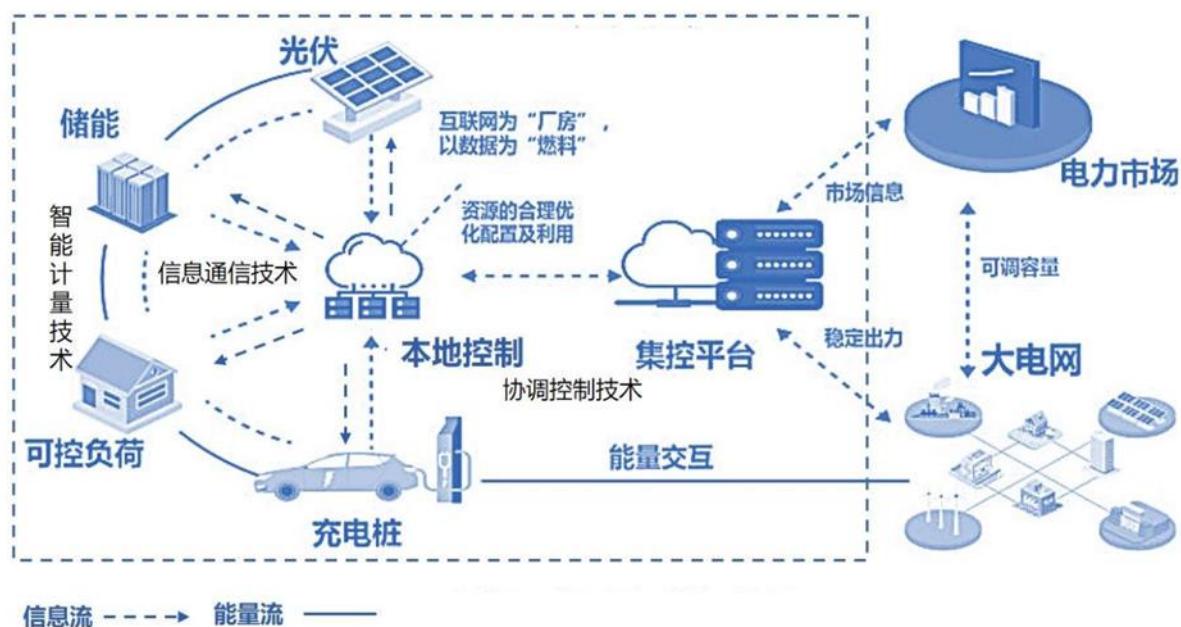 光伏
储能
互联网为“厂房”，
以数据为“燃料”
电力市场
市场信息
资源的合理优
化配置及利用
智能计量技术
信息通信技术
可调容量
稳定出力
本地控制
集控平台
大电网
协调控制技术
可控负荷
能量交互
充电桩
信息流
能量流